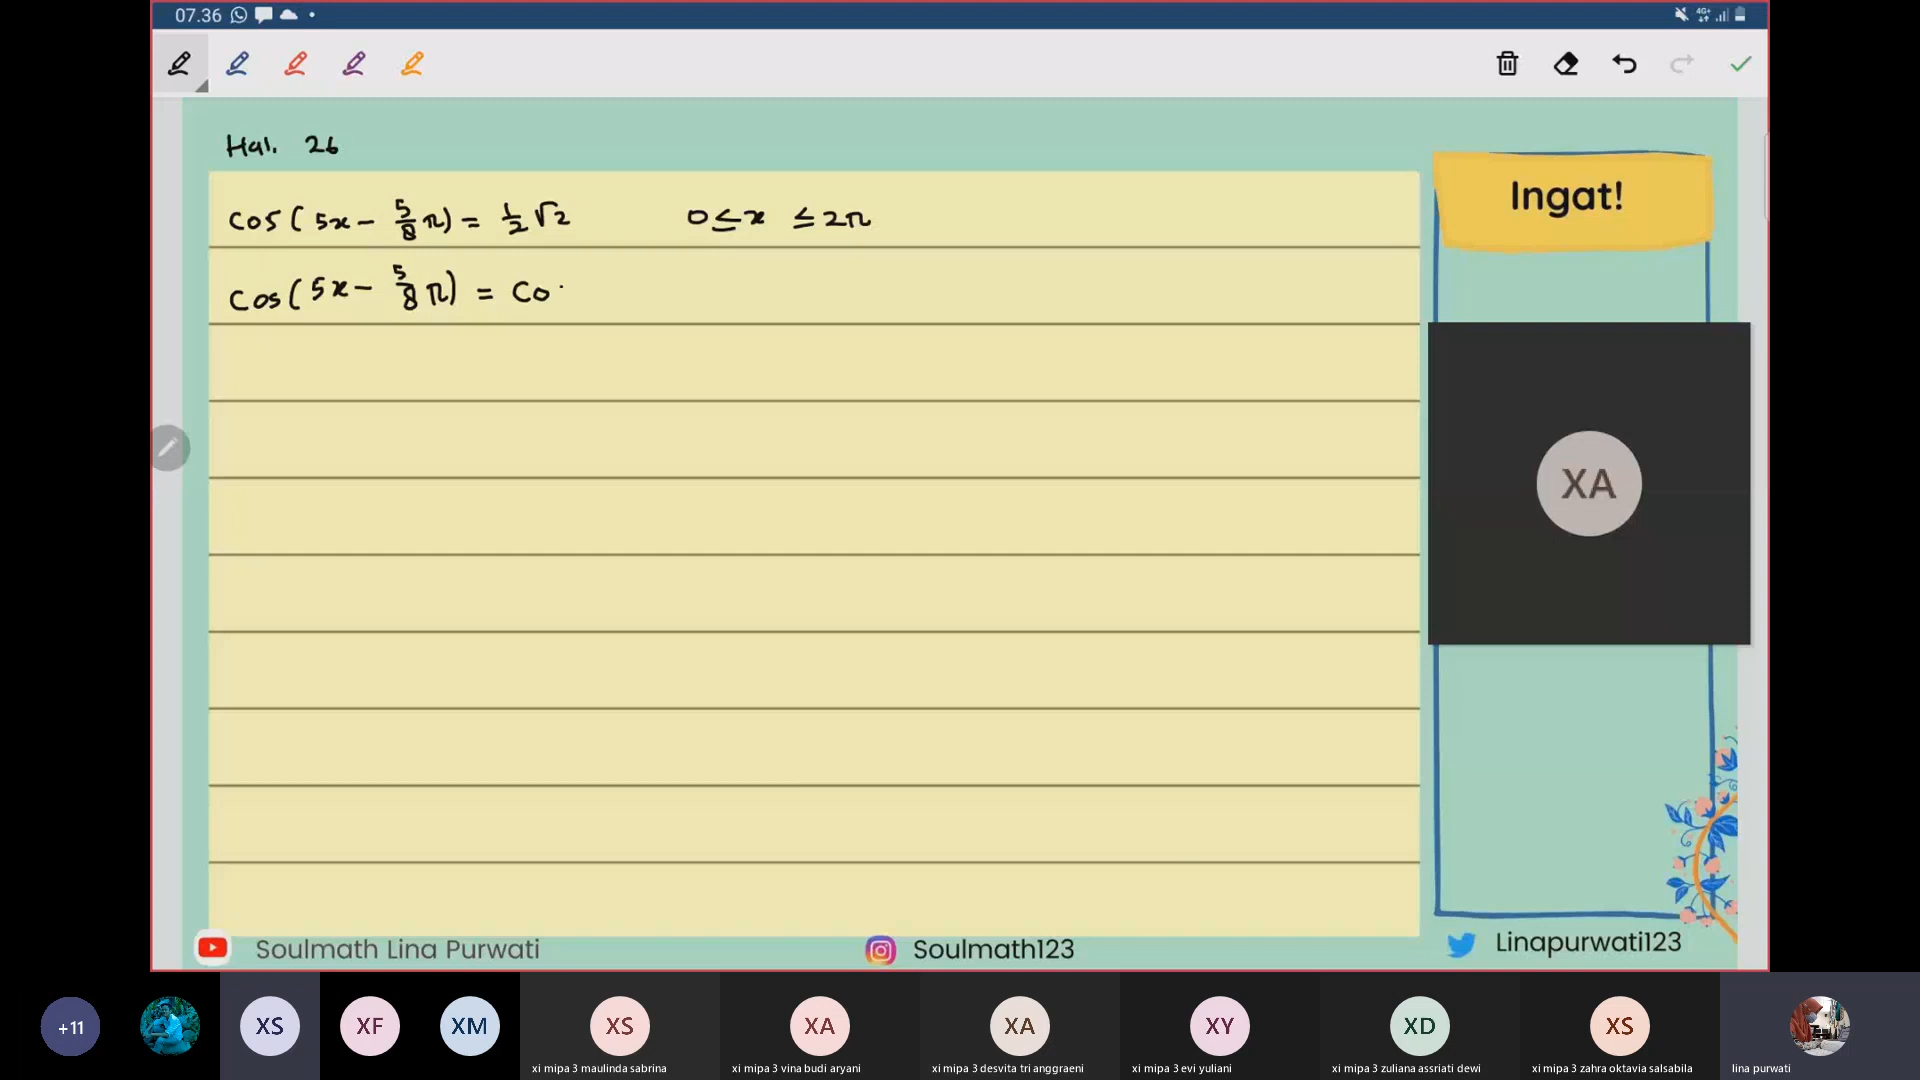 07.36
4G+
Hal. 26
cos(5x - 5/8 π) = 1/2 √2 0 ≤ x ≤ 2π
cos(5x - 5/8 π) = Co
Ingat!
XA
Soulmath Lina Purwati
Soulmath123
Linapurwati123
+11
XS
XF
XM
XS
xi mipa 3 maulinda sabrina
XA
xi mipa 3 vina budi aryani
XA
xi mipa 3 desvita tri anggraeni
XY
xi mipa 3 evi yuliani
XD
xi mipa 3 zuliana assriati dewi
XS
xi mipa 3 zahra oktavia salsabila
lina purwati